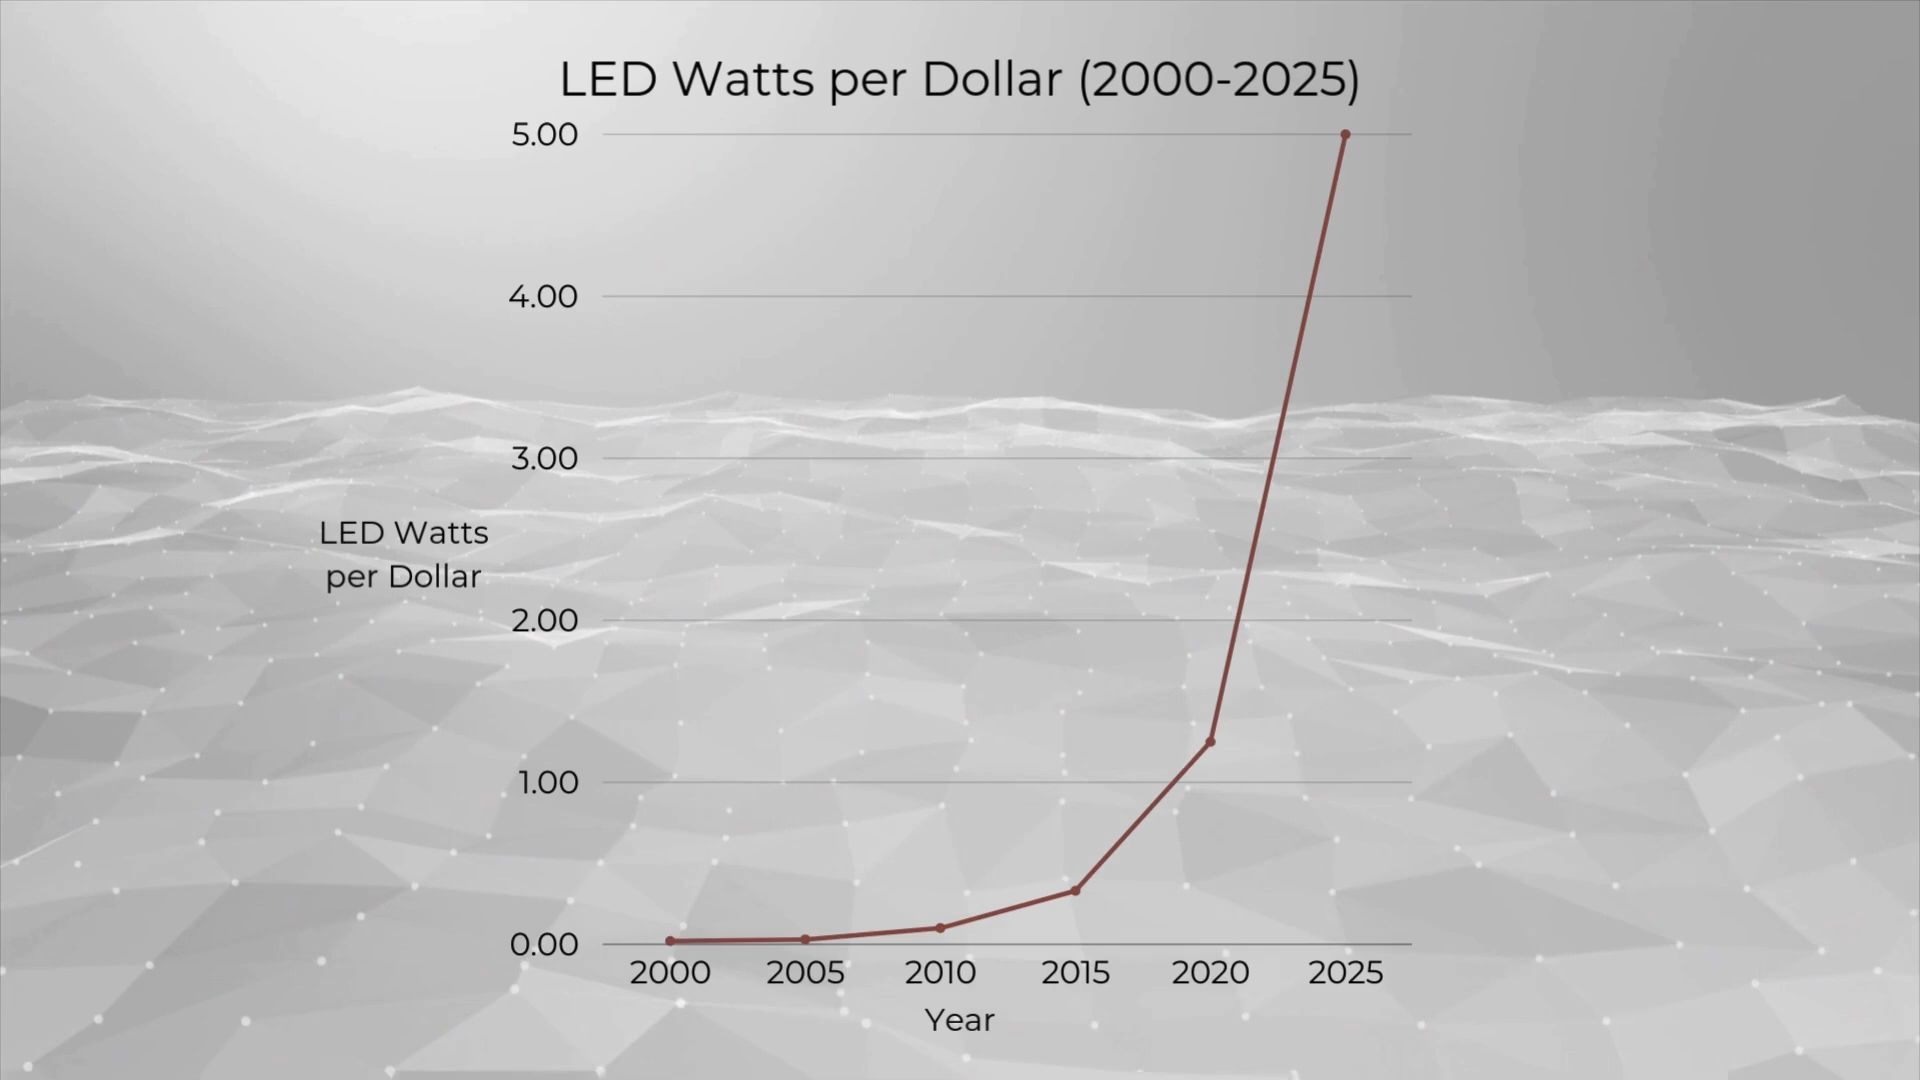 LED Watts per Dollar (2000-2025)
5.00
4.00
3.00
LED Watts
per Dollar
2.00
1.00
0.00
2000 2005 2010 2015 2020 2025
Year